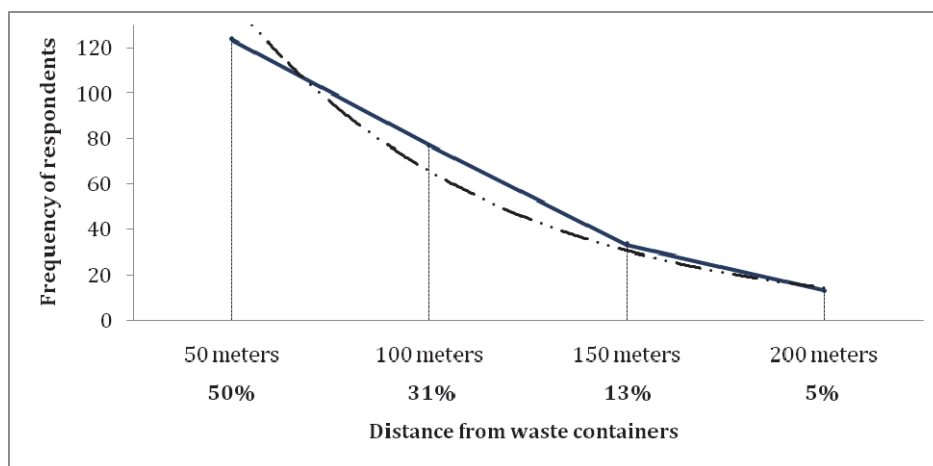 Frequency of respondents
120
100
80
60
40
20
0
50 meters 100 meters 150 meters 200 meters
50% 31% 13% 5%
Distance from waste containers